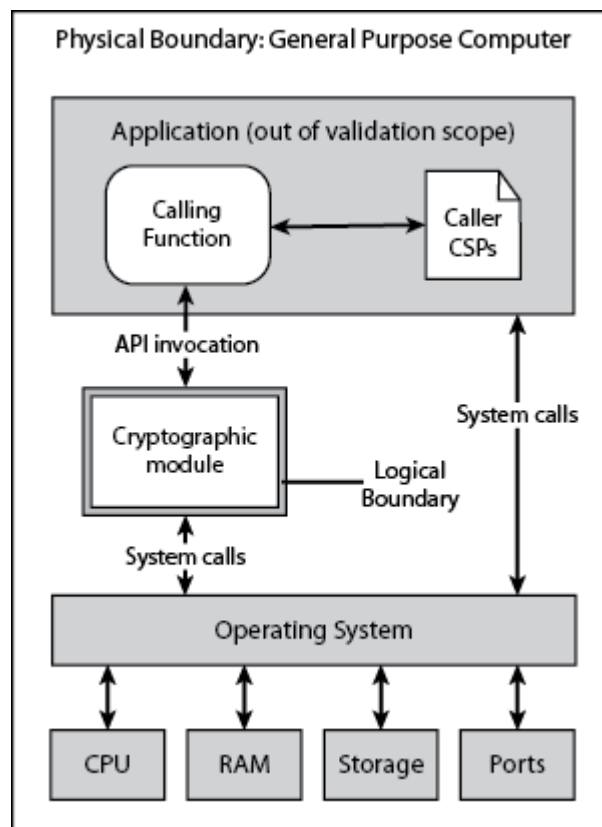 Physical Boundary: General Purpose Computer
Application (out of validation scope)
Calling
Function
Caller
CSPs
API invocation
System calls
Cryptographic
module
Logical
Boundary
System calls
Operating System
CPU
RAM
Storage
Ports